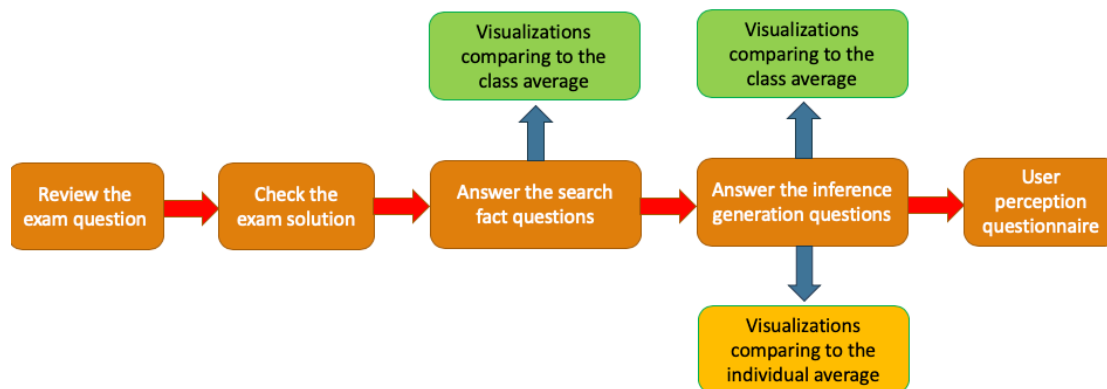 Visualizations
comparing to the
class average
Visualizations
comparing to the
class average
Review the
exam question
Check the
exam solution
Answer the search
fact questions
Answer the inference
generation questions
User
perception
questionnaire
Visualizations
comparing to the
individual average